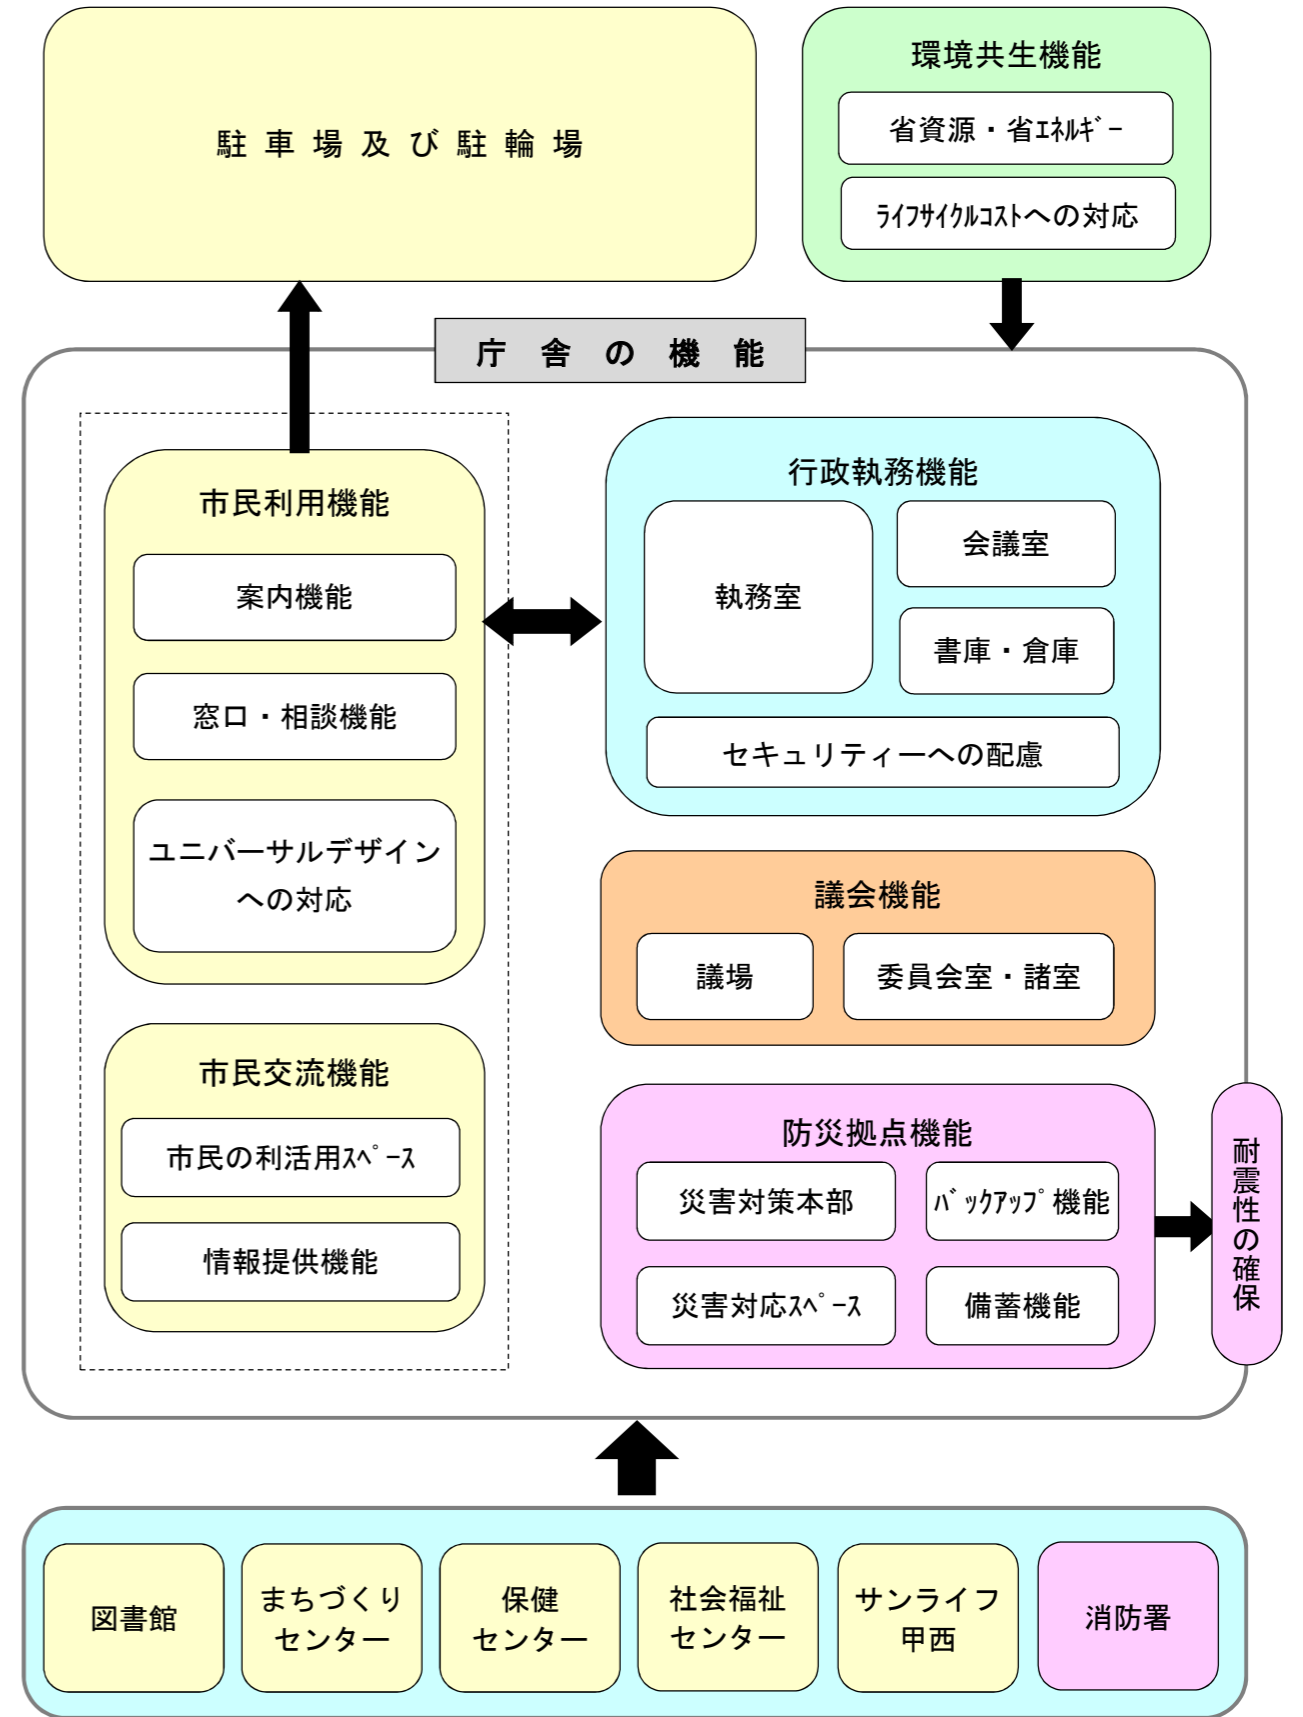 駐車場及び駐輪場
環境共生機能
省資源・省ｴﾈﾙｷﾞｰ
ﾗｲﾌｻｲｸﾙｺｽﾄへの対応
庁舎の機能
市民利用機能
案内機能
窓口・相談機能
ユニバーサルデザイン
への対応
市民交流機能
市民の利活用ｽﾍﾟｰｽ
情報提供機能
行政執務機能
執務室
会議室
書庫・倉庫
セキュリティーへの配慮
議会機能
議場
委員会室・諸室
防災拠点機能
災害対策本部
ﾊﾞｯｸｱｯﾌﾟ機能
災害対応ｽﾍﾟｰｽ
備蓄機能
耐震性の確保
図書館
まちづくり
センター
保健
センター
社会福祉
センター
サンライフ
甲西
消防署